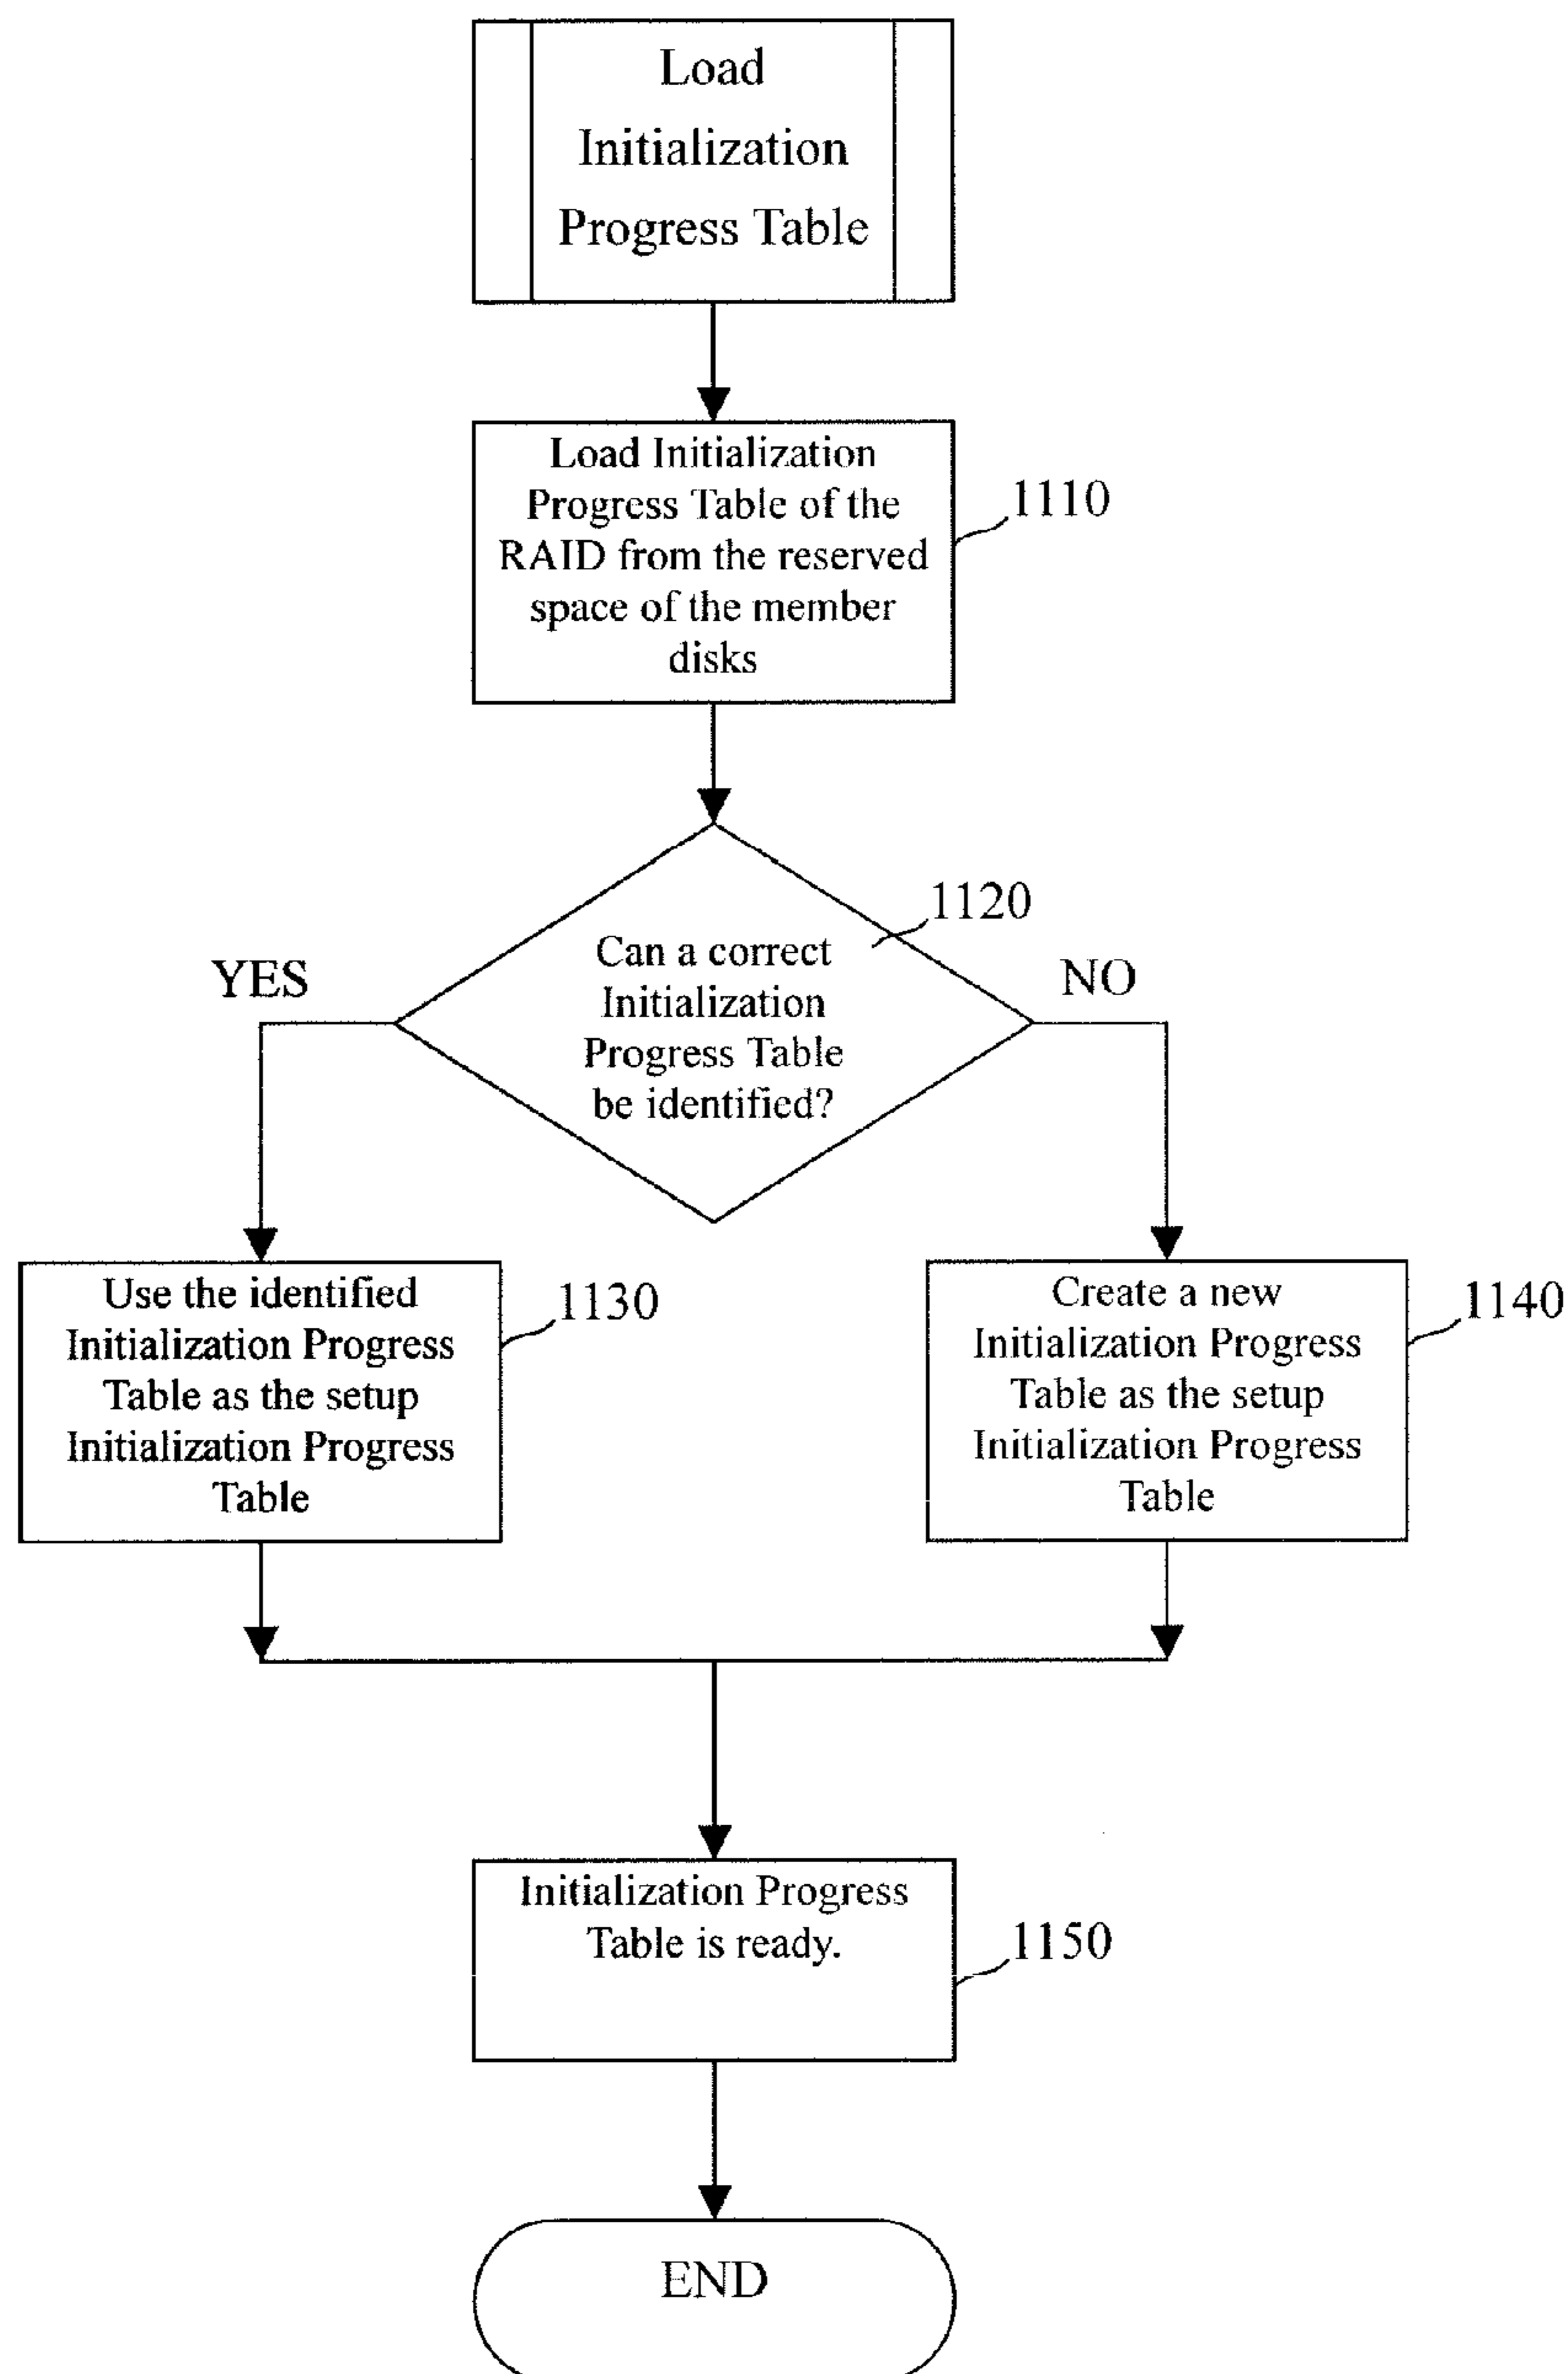 Load
Initialization
Progress Table
Load Initialization
Progress Table of the
RAID from the reserved
space of the member
disks
1110
1120
Can a correct
Initialization
Progress Table
be identified?
YES
NO
Use the identified
Initialization Progress
Table as the setup
Initialization Progress
Table
1130
Create a new
Initialization Progress
Table as the setup
Initialization Progress
Table
1140
Initialization Progress
Table is ready.
1150
END